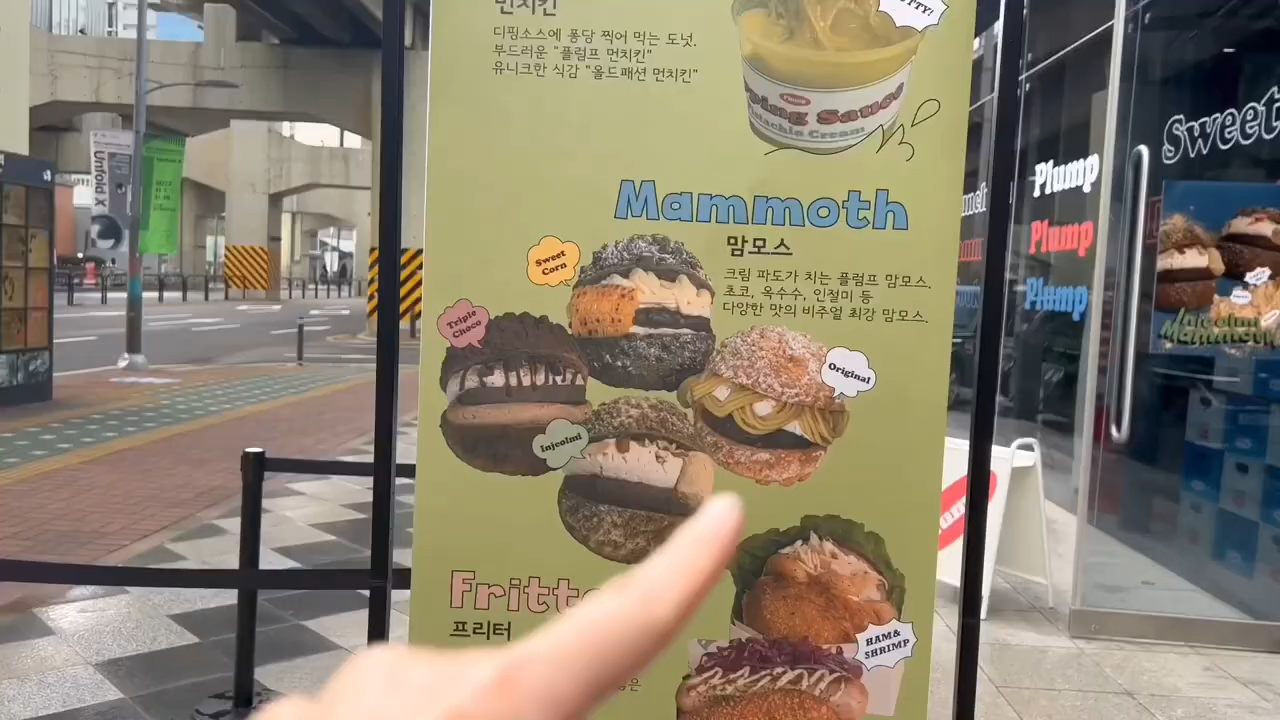 먼치킨
디핑소스에 퐁당 찍어 먹는 도넛.
부드러운 "플럼프 먼치킨"
유니크한 식감 "올드패션 먼치킨"
Plump
Sauce
Cream
Mammoth
맘모스
크림 파도가 치는 플럼프 맘모스.
초코, 옥수수, 인절미 등
다양한 맛의 비주얼 최강 맘모스.
Sweet
Corn
Triple
Choco
Original
Injeolmi
프리터
HAM&
SHRIMP
Unfold X
Sweet
Plump
Plump
Plump